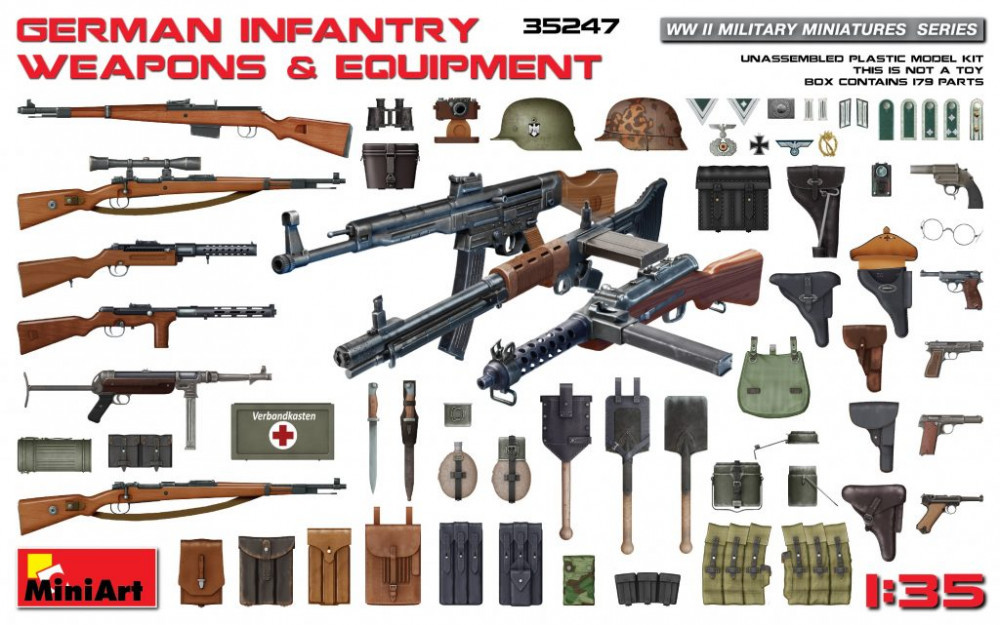 GERMAN INFANTRY 35247
WEAPONS & EQUIPMENT
WW II MILITARY MINIATURES SERIES
UNASSEMBLED PLASTIC MODEL KIT
THIS IS NOT A TOY
BOX CONTAINS 179 PARTS
Verbandkasten
MiniArt
1:35